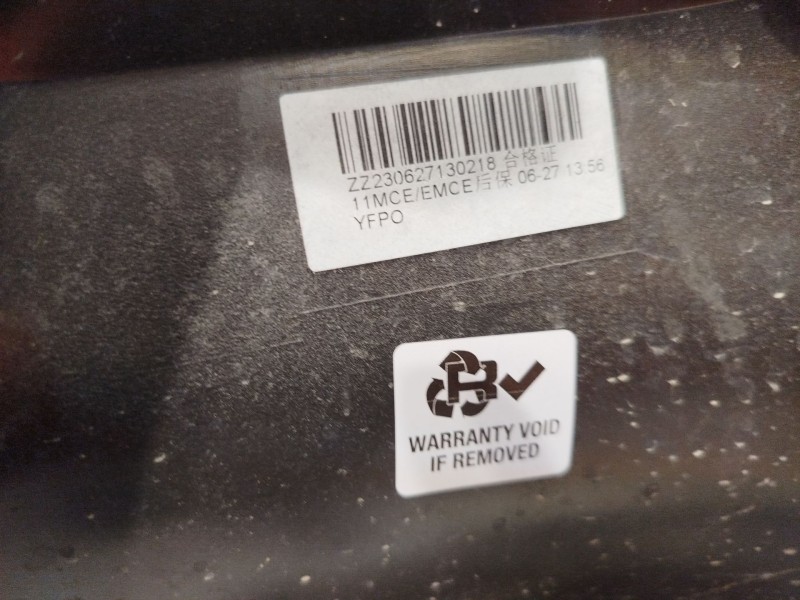 ZZ230627130218 合格证
11MCE/EMCE后保 06-27 13:56
YFPO
R
WARRANTY VOID
IF REMOVED